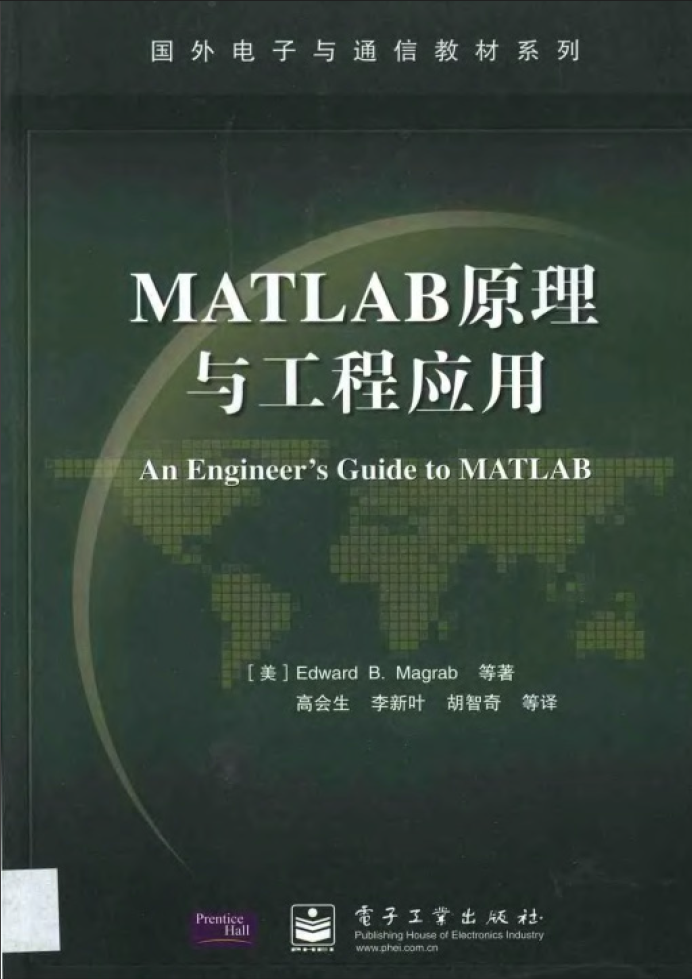 国外电子与通信教材系列
MATLAB原理
与工程应用
An Engineer's Guide to MATLAB
[美] Edward B. Magrab 等著
高会生 李新叶 胡智奇 等译
Prentice
Hall
PHEI
電子工業出版社·
Publishing House of Electronics Industry
www.phei.com.cn